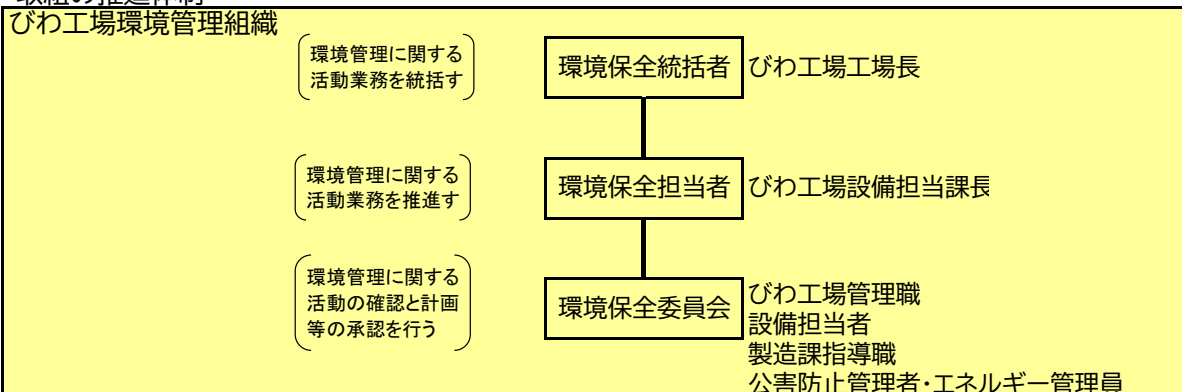 取組の推進体制
びわ工場環境管理組織
環境管理に関する
活動業務を統括す
環境保全統括者
びわ工場工場長
環境管理に関する
活動業務を推進す
環境保全担当者
びわ工場設備担当課長
環境管理に関する
活動の確認と計画
等の承認を行う
環境保全委員会
びわ工場管理職
設備担当者
製造課指導職
公害防止管理者・エネルギー管理員